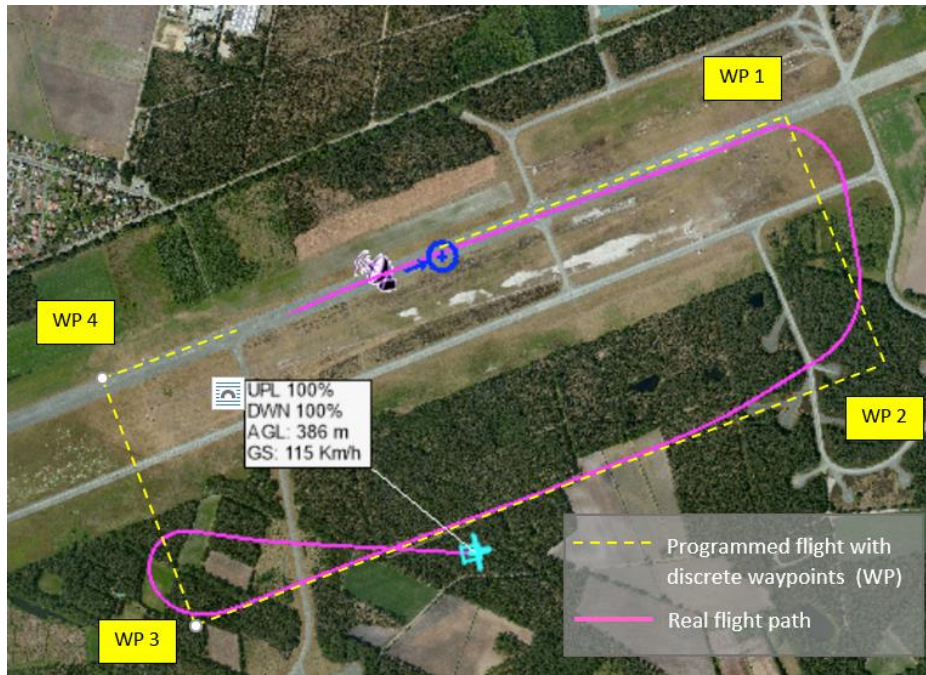 WP 1
WP 4
UPL 100%
DWN 100%
AGL: 386 m
GS: 115 Km/h
WP 2
Programmed flight with
discrete waypoints (WP)
Real flight path
WP 3